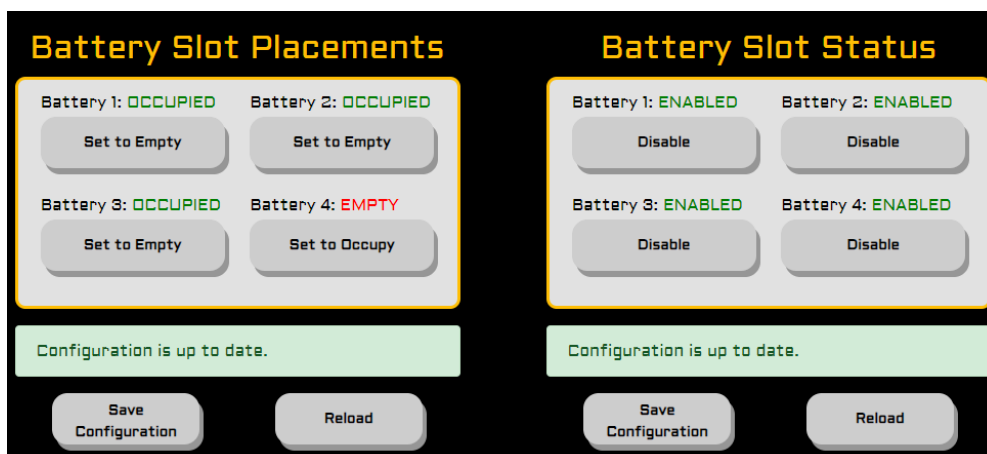 Battery Slot Placements
Battery 1: OCCUPIED
Battery 2: OCCUPIED
Set to Empty
Set to Empty
Battery 3: OCCUPIED
Battery 4: EMPTY
Set to Empty
Set to Occupy
Configuration is up to date.
Save
Configuration
Reload
Battery Slot Status
Battery 1: ENABLED
Battery 2: ENABLED
Disable
Disable
Battery 3: ENABLED
Battery 4: ENABLED
Disable
Disable
Configuration is up to date.
Save
Configuration
Reload